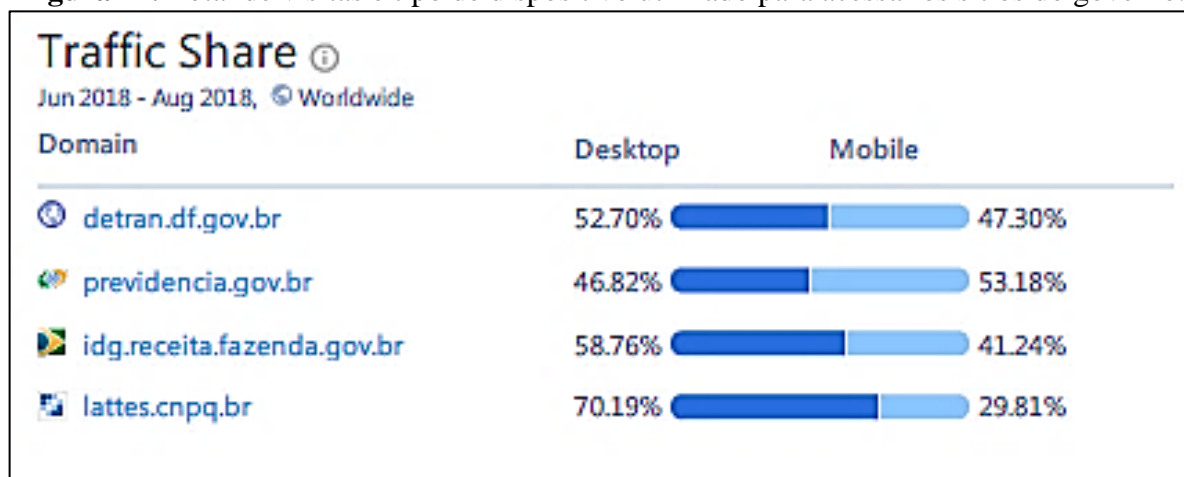 Traffic Share
Jun 2018 - Aug 2018, Worldwide
Domain Desktop Mobile
detran.df.gov.br 52.70% 47.30%
previdencia.gov.br 46.82% 53.18%
idg.receita.fazenda.gov.br 58.76% 41.24%
lattes.cnpq.br 70.19% 29.81%